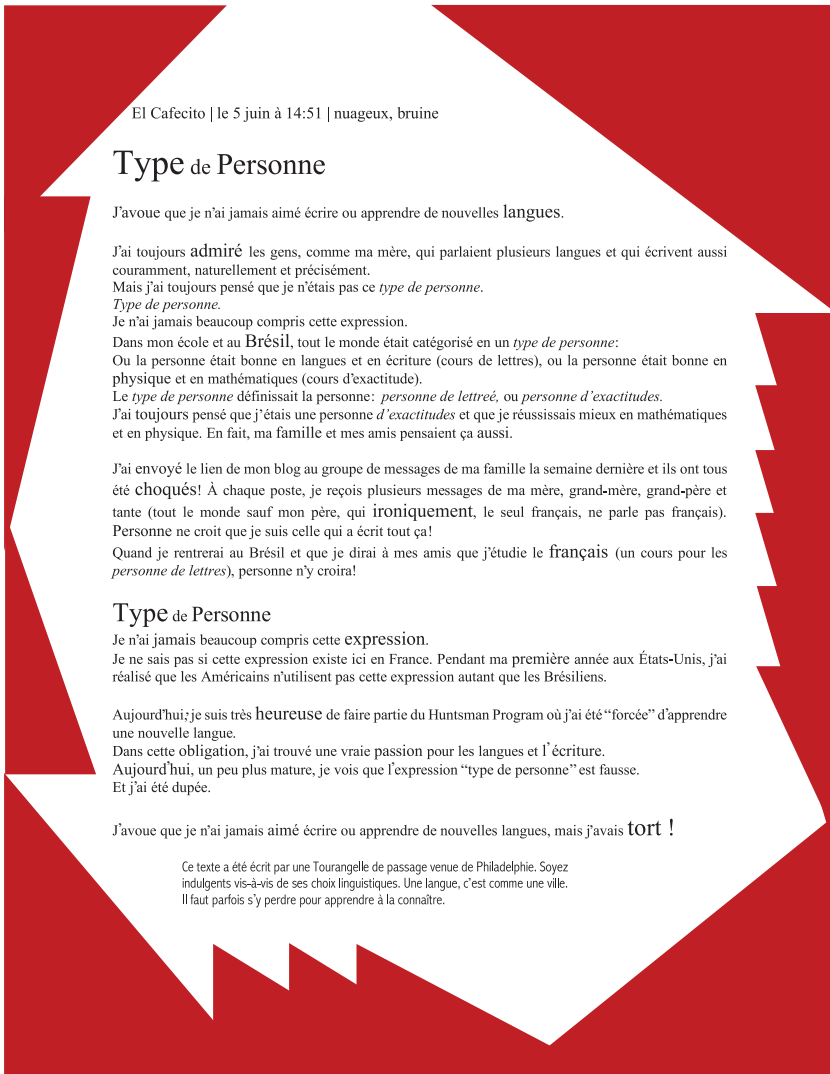 El Cafecito | le 5 juin à 14:51 | nuageux, bruine
Type de Personne
J'avoue que je n'ai jamais aimé écrire ou apprendre de nouvelles langues.
J'ai toujours admiré les gens, comme ma mère, qui parlaient plusieurs langues et qui écrivent aussi
couramment, naturellement et précisément.
Mais j'ai toujours pensé que je n'étais pas ce type de personne.
Type de personne.
Je n'ai jamais beaucoup compris cette expression.
Dans mon école et au Brésil, tout le monde était catégorisé en un type de personne:
Ou la personne était bonne en langues et en écriture (cours de lettres), ou la personne était bonne en
physique et en mathématiques (cours d'exactitude).
Le type de personne définissait la personne: personne de lettreé, ou personne d'exactitudes.
J'ai toujours pensé que j'étais une personne d'exactitudes et que je réussissais mieux en mathématiques
et en physique. En fait, ma famille et mes amis pensaient ça aussi.
J'ai envoyé le lien de mon blog au groupe de messages de ma famille la semaine dernière et ils ont tous
été choqués! À chaque poste, je reçois plusieurs messages de ma mère, grand-mère, grand-père et
tante (tout le monde sauf mon père, qui ironiquement, le seul français, ne parle pas français).
Personne ne croit que je suis celle qui a écrit tout ça!
Quand je rentrerai au Brésil et que je dirai à mes amis que j'étudie le français (un cours pour les
personne de lettres), personne n'y croira!
Type de Personne
Je n'ai jamais beaucoup compris cette expression.
Je ne sais pas si cette expression existe ici en France. Pendant ma première année aux États-Unis, j'ai
réalisé que les Américains n'utilisent pas cette expression autant que les Brésiliens.
Aujourd'hui; je suis très heureuse de faire partie du Huntsman Program où j'ai été "forcée" d'apprendre
une nouvelle langue.
Dans cette obligation, j'ai trouvé une vraie passion pour les langues et l'écriture.
Aujourd'hui, un peu plus mature, je vois que l'expression "type de personne" est fausse.
Et j'ai été dupée.
J'avoue que je n'ai jamais aimé écrire ou apprendre de nouvelles langues, mais j'avais tort !
Ce texte a été écrit par une Tourangelle de passage venue de Philadelphie. Soyez
indulgents vis-à-vis de ses choix linguistiques. Une langue, c'est comme une ville.
Il faut parfois s'y perdre pour apprendre à la connaître.